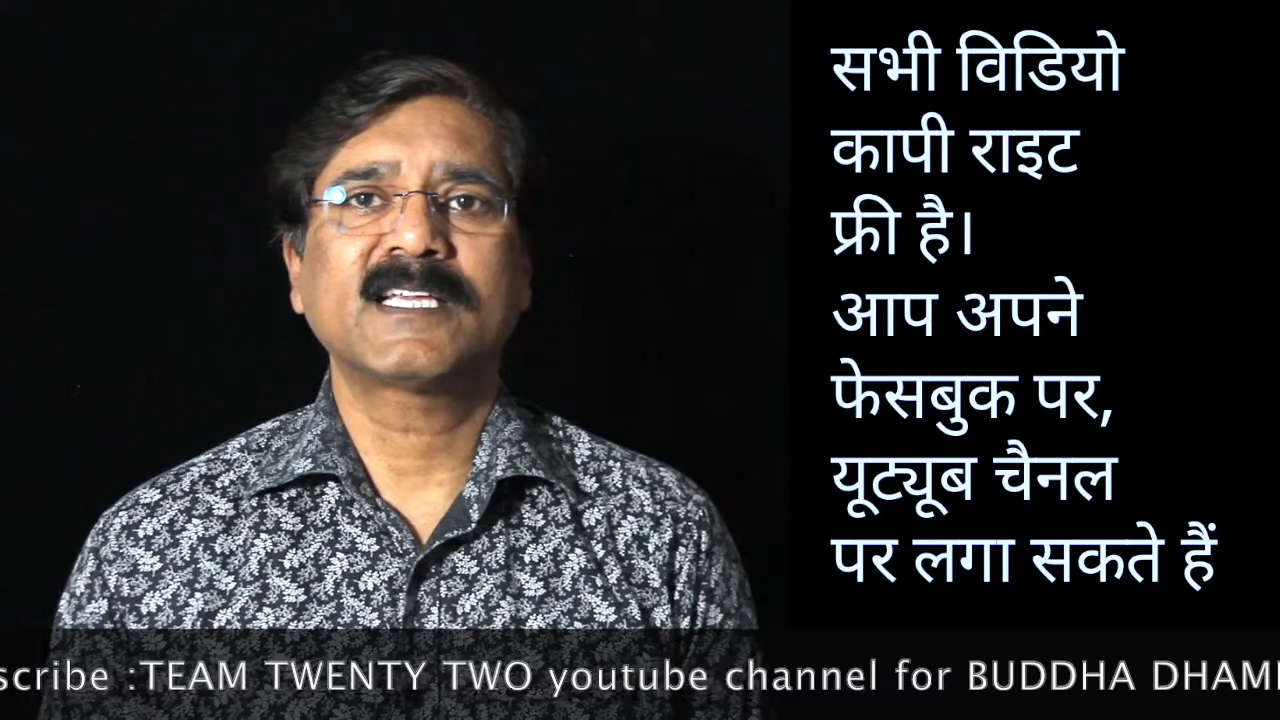 सभी विडियो
कापी राइट
फ्री है।
आप अपने
फेसबुक पर,
यूट्यूब चैनल
पर लगा सकते हैं
scribe :TEAM TWENTY TWO youtube channel for BUDDHA DHAM